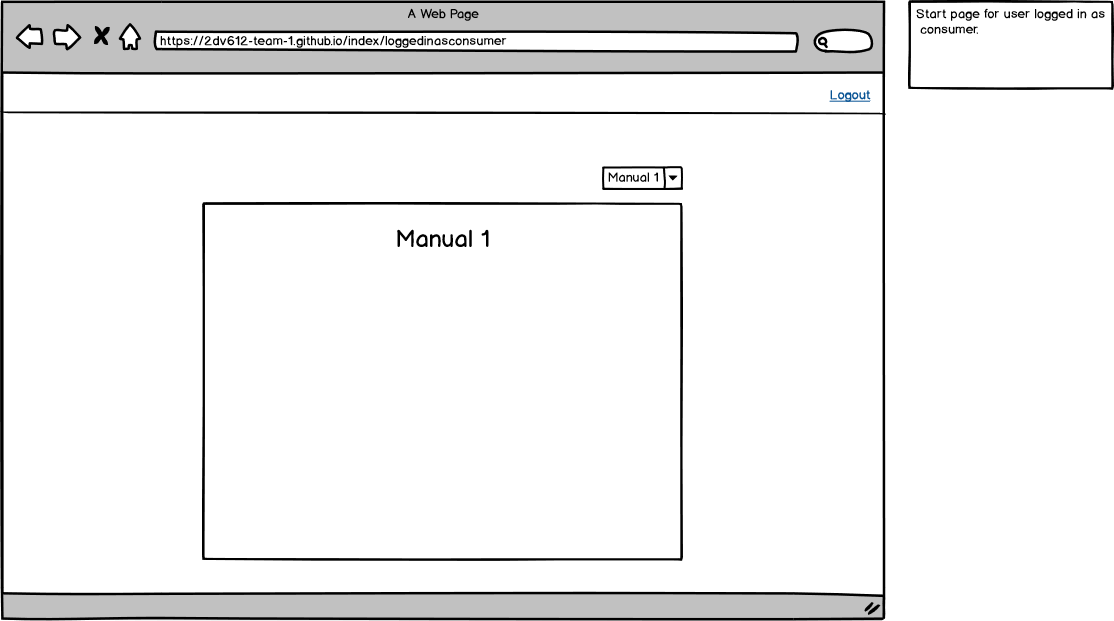 A Web Page
https://2dv612-team-1.github.io/index/loggedinasconsumer
Start page for user logged in as
consumer.
Logout
Manual 1
Manual 1